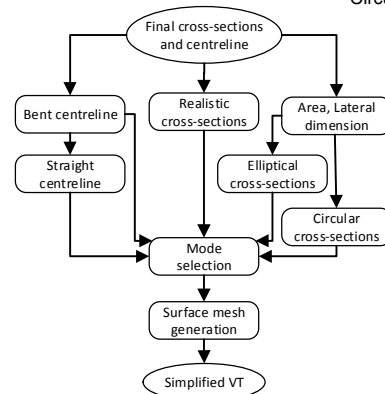 Circ
Final cross-sections
and centreline
Bent centreline
Realistic
cross-sections
Area, Lateral
dimension
Straight
centreline
Elliptical
cross-sections
Circular
cross-sections
Mode
selection
Surface mesh
generation
Simplified VT